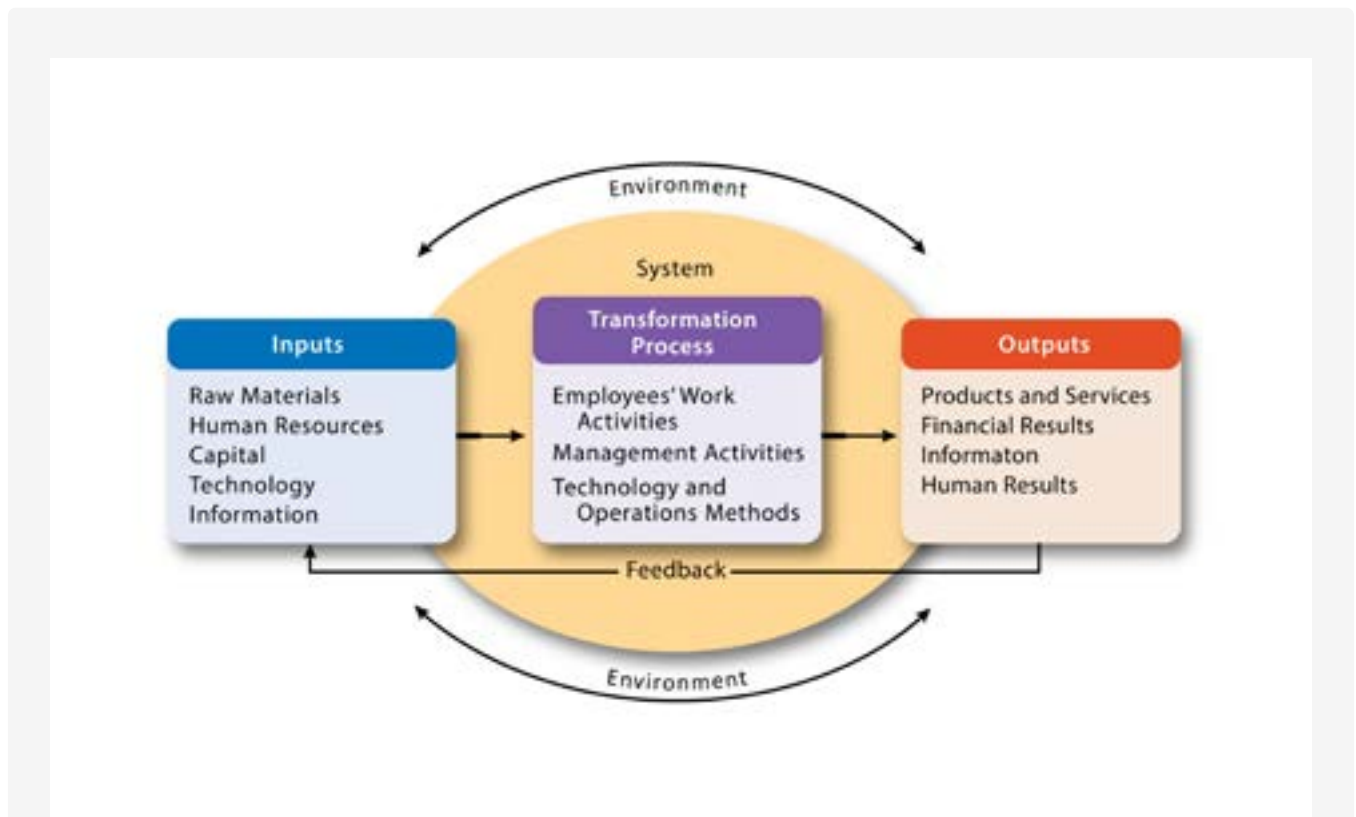 Environment
System
Inputs
Raw Materials
Human Resources
Capital
Technology
Information
Transformation
Process
Employees' Work
Activities
Management Activities
Technology and
Operations Methods
Outputs
Products and Services
Financial Results
Informaton
Human Results
Feedback
Environment